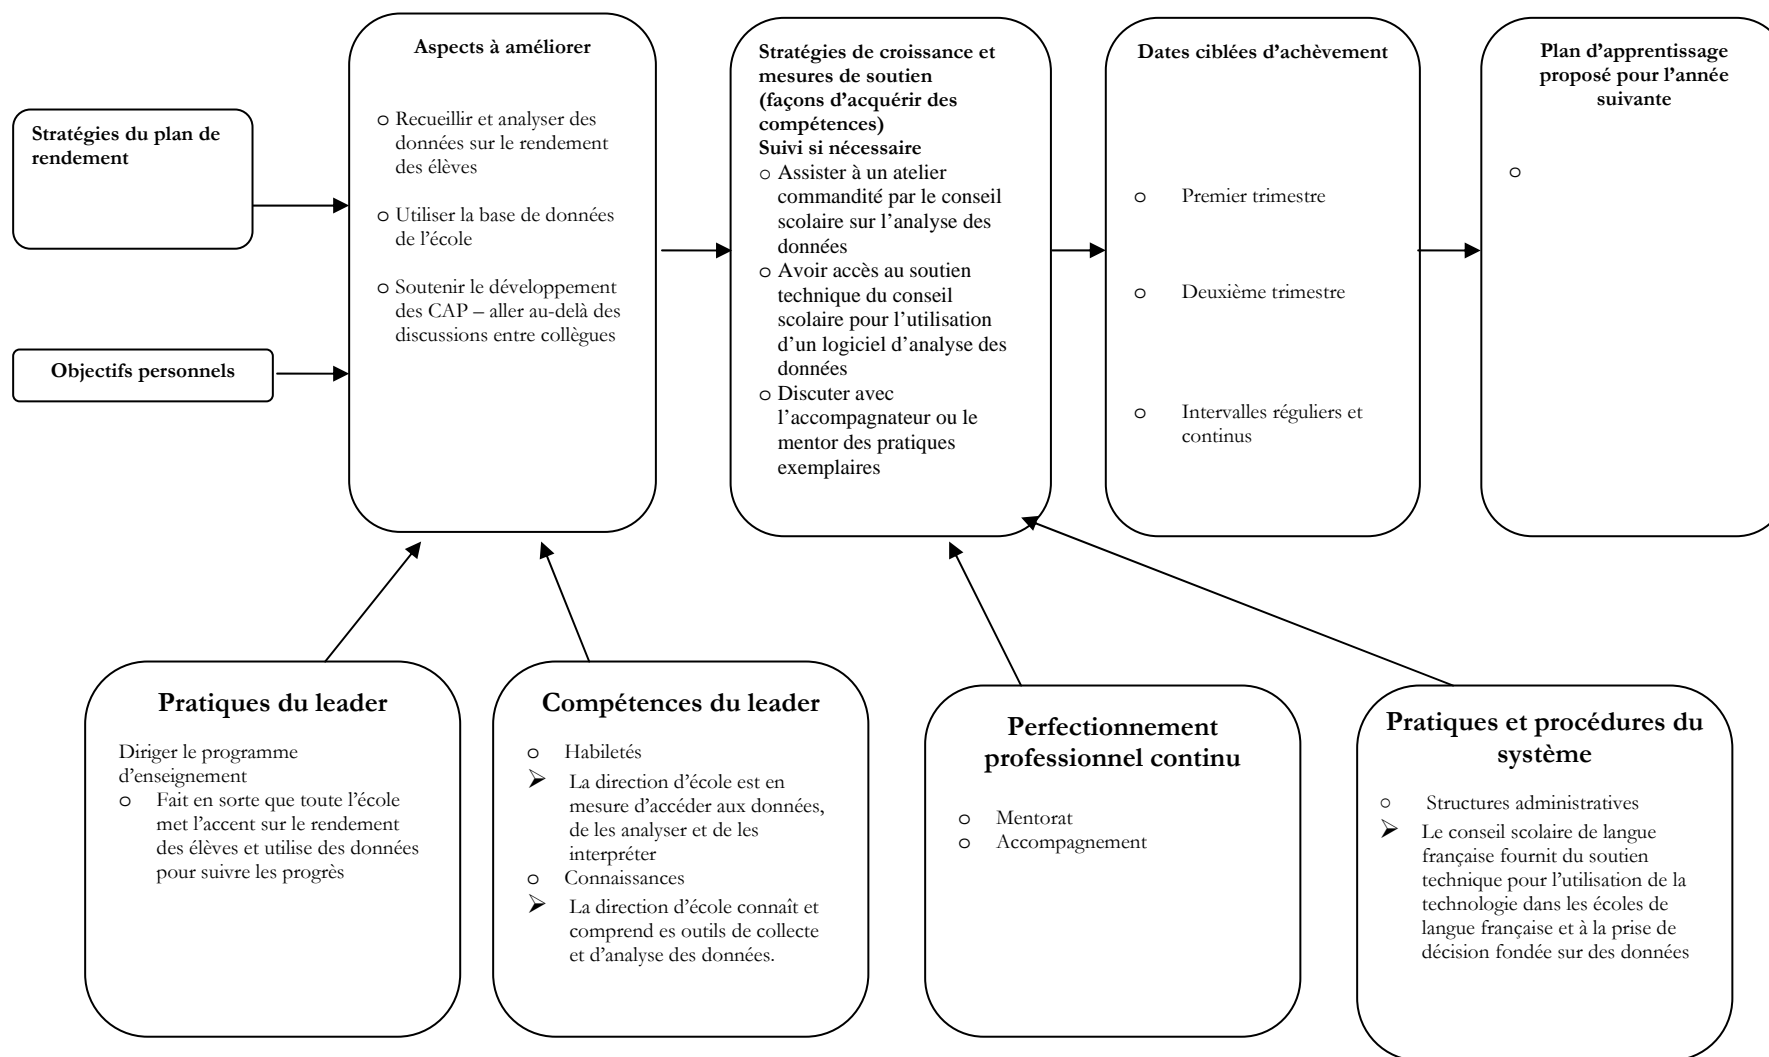 Stratégies du plan de
rendement
Objectifs personnels
Aspects à améliorer
o Recueillir et analyser des
données sur le rendement
des élèves
o Utiliser la base de données
de l'école
o Soutenir le développement
des CAP – aller au-delà des
discussions entre collègues
Stratégies de croissance et
mesures de soutien
(façons d'acquérir des
compétences)
Suivi si nécessaire
o Assister à un atelier
commandité par le conseil
scolaire sur l'analyse des
données
o Avoir accès au soutien
technique du conseil
scolaire pour l'utilisation
d'un logiciel d'analyse des
données
o Discuter avec
l'accompagnateur ou le
mentor des pratiques
exemplaires
Dates ciblées d'achèvement
o Premier trimestre
o Deuxième trimestre
o Intervalles réguliers et
continus
Plan d'apprentissage
proposé pour l'année
suivante
o
Pratiques du leader
Diriger le programme
d'enseignement
o Fait en sorte que toute l'école
met l'accent sur le rendement
des élèves et utilise des données
pour suivre les progrès
Compétences du leader
o Habiletés
➢ La direction d'école est en
mesure d'accéder aux données,
de les analyser et de les
interpréter
o Connaissances
➢ La direction d'école connaît et
comprend es outils de collecte
et d'analyse des données.
Perfectionnement
professionnel continu
o Mentorat
o Accompagnement
Pratiques et procédures du
système
o Structures administratives
➢ Le conseil scolaire de langue
française fournit du soutien
technique pour l'utilisation de la
technologie dans les écoles de
langue française et à la prise de
décision fondée sur des données